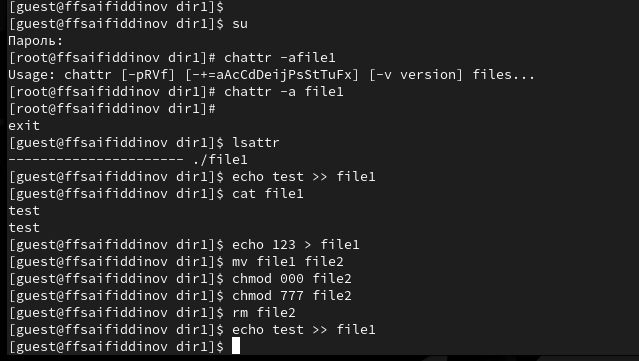 [guest@ffsaifiddinov dir1]$
[guest@ffsaifiddinov dir1]$ su
Пароль:
[root@ffsaifiddinov dir1]# chattr -afile1
Usage: chattr [-pRVf] [-+=aAcCdDeijPsStTuFx] [-v version] files...
[root@ffsaifiddinov dir1]# chattr -a file1
[root@ffsaifiddinov dir1]#
exit
[guest@ffsaifiddinov dir1]$ lsattr
---------------------- ./file1
[guest@ffsaifiddinov dir1]$ echo test >> file1
[guest@ffsaifiddinov dir1]$ cat file1
test
test
[guest@ffsaifiddinov dir1]$ echo 123 > file1
[guest@ffsaifiddinov dir1]$ mv file1 file2
[guest@ffsaifiddinov dir1]$ chmod 000 file2
[guest@ffsaifiddinov dir1]$ chmod 777 file2
[guest@ffsaifiddinov dir1]$ rm file2
[guest@ffsaifiddinov dir1]$ echo test >> file1
[guest@ffsaifiddinov dir1]$